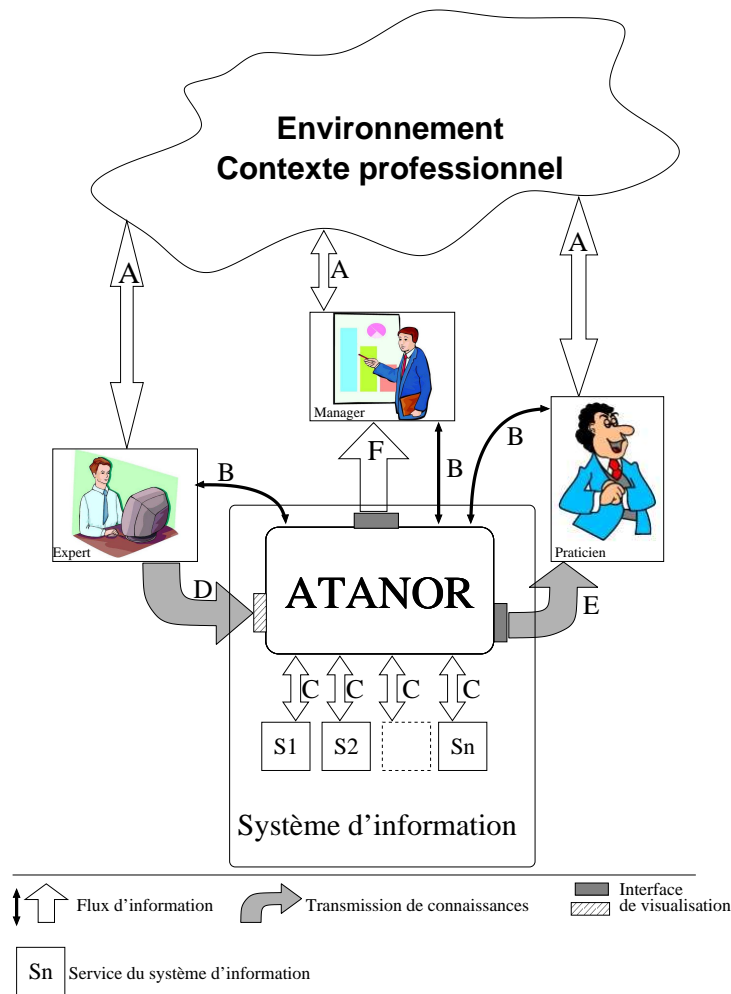 Environnement
Contexte professionnel
A
A
A
Manager
B
F
B
B
Expert
Praticien
D
ATANOR
E
C
C
C
C
S1
S2
Sn
Système d'information
Flux d'information
Transmission de connaissances
Interface
de visualisation
Sn
Service du système d'information